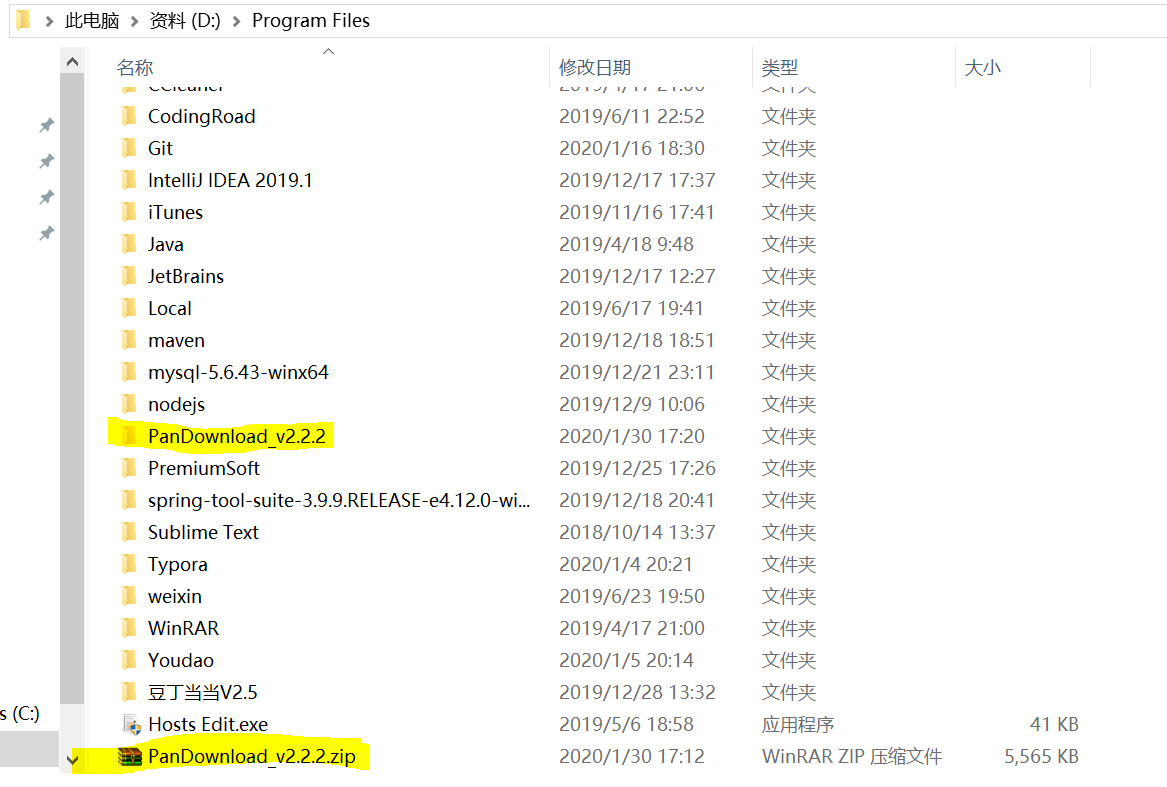 此电脑 > 资料 (D:) > Program Files
名称 修改日期 类型 大小
CCleaner 2019/4/17 21:00 文件夹
CodingRoad 2019/6/11 22:52 文件夹
Git 2020/1/16 18:30 文件夹
IntelliJ IDEA 2019.1 2019/12/17 17:37 文件夹
iTunes 2019/11/16 17:41 文件夹
Java 2019/4/18 9:48 文件夹
JetBrains 2019/12/17 12:27 文件夹
Local 2019/6/17 19:41 文件夹
maven 2019/12/18 18:51 文件夹
mysql-5.6.43-winx64 2019/12/21 23:11 文件夹
nodejs 2019/12/9 10:06 文件夹
PanDownload_v2.2.2 2020/1/30 17:20 文件夹
PremiumSoft 2019/12/25 17:26 文件夹
spring-tool-suite-3.9.9.RELEASE-e4.12.0-wi... 2019/12/18 20:41 文件夹
Sublime Text 2018/10/14 13:37 文件夹
Typora 2020/1/4 20:21 文件夹
weixin 2019/6/23 19:50 文件夹
WinRAR 2019/4/17 21:00 文件夹
Youdao 2020/1/5 20:14 文件夹
豆丁当当V2.5 2019/12/28 13:32 文件夹
s (C:)
Hosts Edit.exe 2019/5/6 18:58 应用程序 41 KB
PanDownload_v2.2.2.zip 2020/1/30 17:12 WinRAR ZIP 压缩文件 5,565 KB